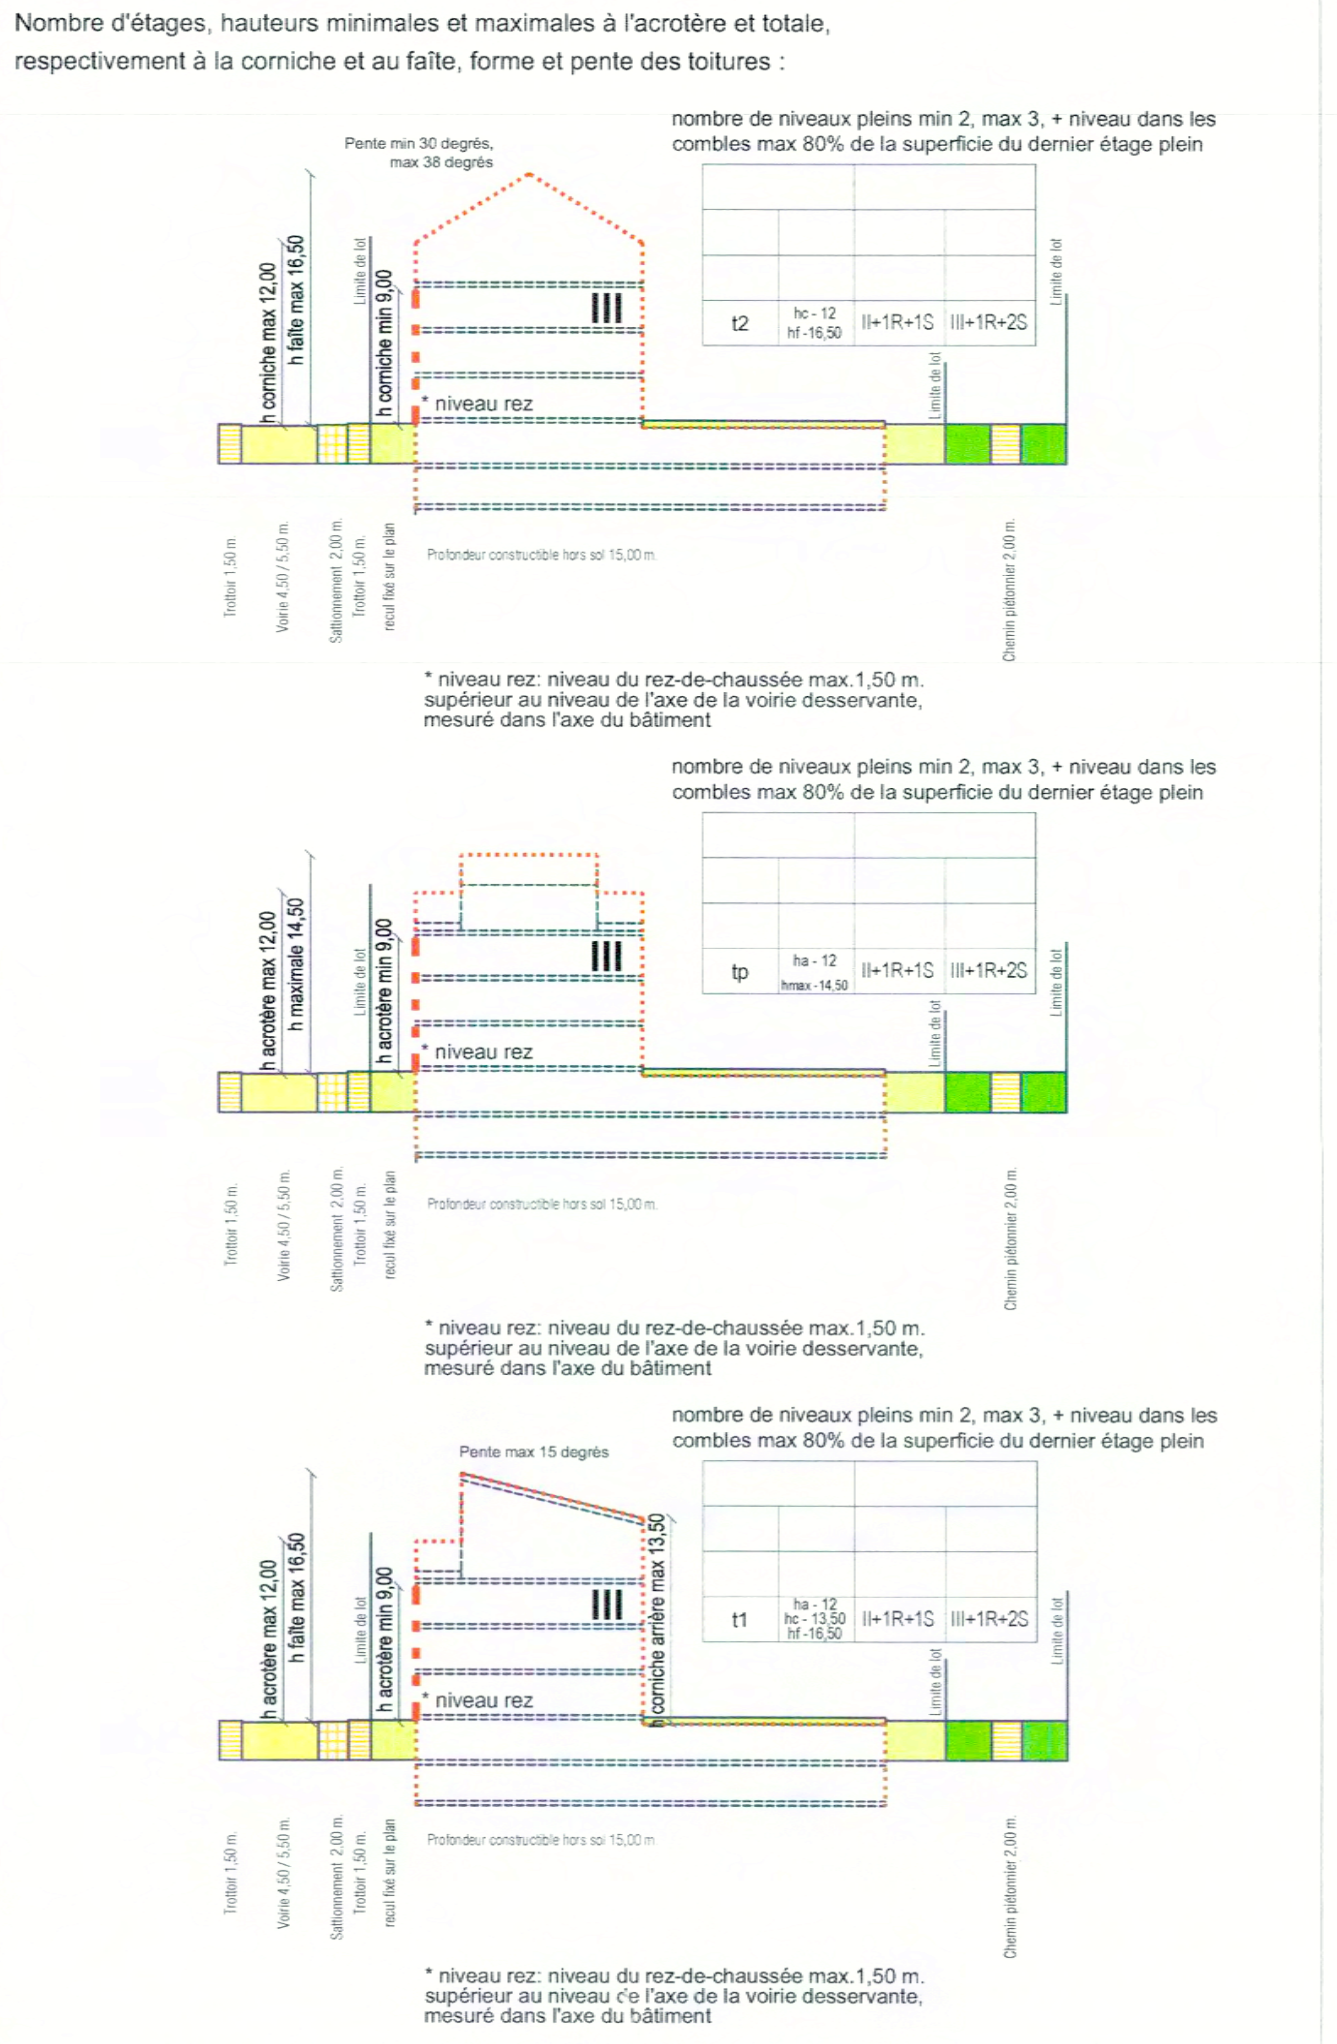 Nombre d'étages, hauteurs minimales et maximales à l'acrotère et totale,
respectivement à la corniche et au faîte, forme et pente des toitures :
nombre de niveaux pleins min 2, max 3, + niveau dans les
combles max 80% de la superficie du dernier étage plein
Pente min 30 degrés,
max 38 degrés
h corniche max 12,00
h faîte max 16,50
Limite de lot
h corniche min 9,00
III
* niveau rez
t2
hc - 12
hf -16,50
II+1R+1S
III+1R+2S
Limite de lot
Limite de lot
Trottoir 1,50 m.
Voirie 4,50 / 5,50 m.
Sattionnement 2,00 m.
Trottoir 1,50 m.
recul fixé sur le plan
Profondeur constructible hors sol 15,00 m.
Chemin piétonnier 2,00 m.
* niveau rez: niveau du rez-de-chaussée max.1,50 m.
supérieur au niveau de l'axe de la voirie desservante,
mesuré dans l'axe du bâtiment
nombre de niveaux pleins min 2, max 3, + niveau dans les
combles max 80% de la superficie du dernier étage plein
h acrotère max 12,00
h maximale 14,50
Limite de lot
h acrotère min 9,00
III
* niveau rez
tp
ha - 12
hmax -14,50
II+1R+1S
III+1R+2S
Limite de lot
Limite de lot
Trottoir 1,50 m.
Voirie 4,50 / 5,50 m.
Sattionnement 2,00 m.
Trottoir 1,50 m.
recul fixé sur le plan
Profondeur constructible hors sol 15,00 m.
Chemin piétonnier 2,00 m.
* niveau rez: niveau du rez-de-chaussée max.1,50 m.
supérieur au niveau de l'axe de la voirie desservante,
mesuré dans l'axe du bâtiment
nombre de niveaux pleins min 2, max 3, + niveau dans les
combles max 80% de la superficie du dernier étage plein
Pente max 15 degrés
h acrotère max 12,00
h faîte max 16,50
Limite de lot
h acrotère min 9,00
III
* niveau rez
h corniche arrière max 13,50
t1
ha - 12
hc - 13,50
hf -16,50
II+1R+1S
III+1R+2S
Limite de lot
Limite de lot
Trottoir 1,50 m.
Voirie 4,50 / 5,50 m.
Sattionnement 2,00 m.
Trottoir 1,50 m.
recul fixé sur le plan
Profondeur constructible hors sol 15,00 m
Chemin piétonnier 2,00 m.
* niveau rez: niveau du rez-de-chaussée max.1,50 m.
supérieur au niveau de l'axe de la voirie desservante,
mesuré dans l'axe du bâtiment